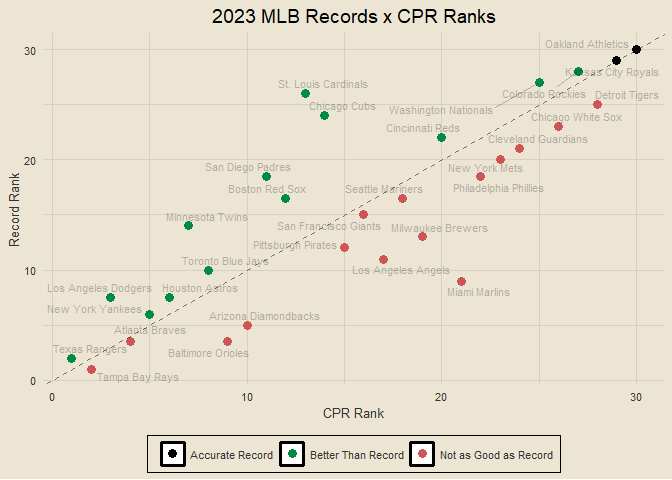 2023 MLB Records x CPR Ranks
Oakland Athletics
30
Kansas City Royals
St. Louis Cardinals
Colorado Rockies
Detroit Tigers
Chicago Cubs
Washington Nationals
Chicago White Sox
Cincinnati Reds
Cleveland Guardians
20
San Diego Padres
New York Mets
Boston Red Sox
Seattle Mariners
Philadelphia Phillies
Minnesota Twins
San Francisco Giants
Milwaukee Brewers
Pittsburgh Pirates
Toronto Blue Jays
Los Angeles Angels
10
Los Angeles Dodgers
Houston Astros
Miami Marlins
New York Yankees
Arizona Diamondbacks
Atlanta Braves
Texas Rangers
Baltimore Orioles
Tampa Bay Rays
0
Record Rank
0 10 20 30
CPR Rank
Accurate Record Better Than Record Not as Good as Record